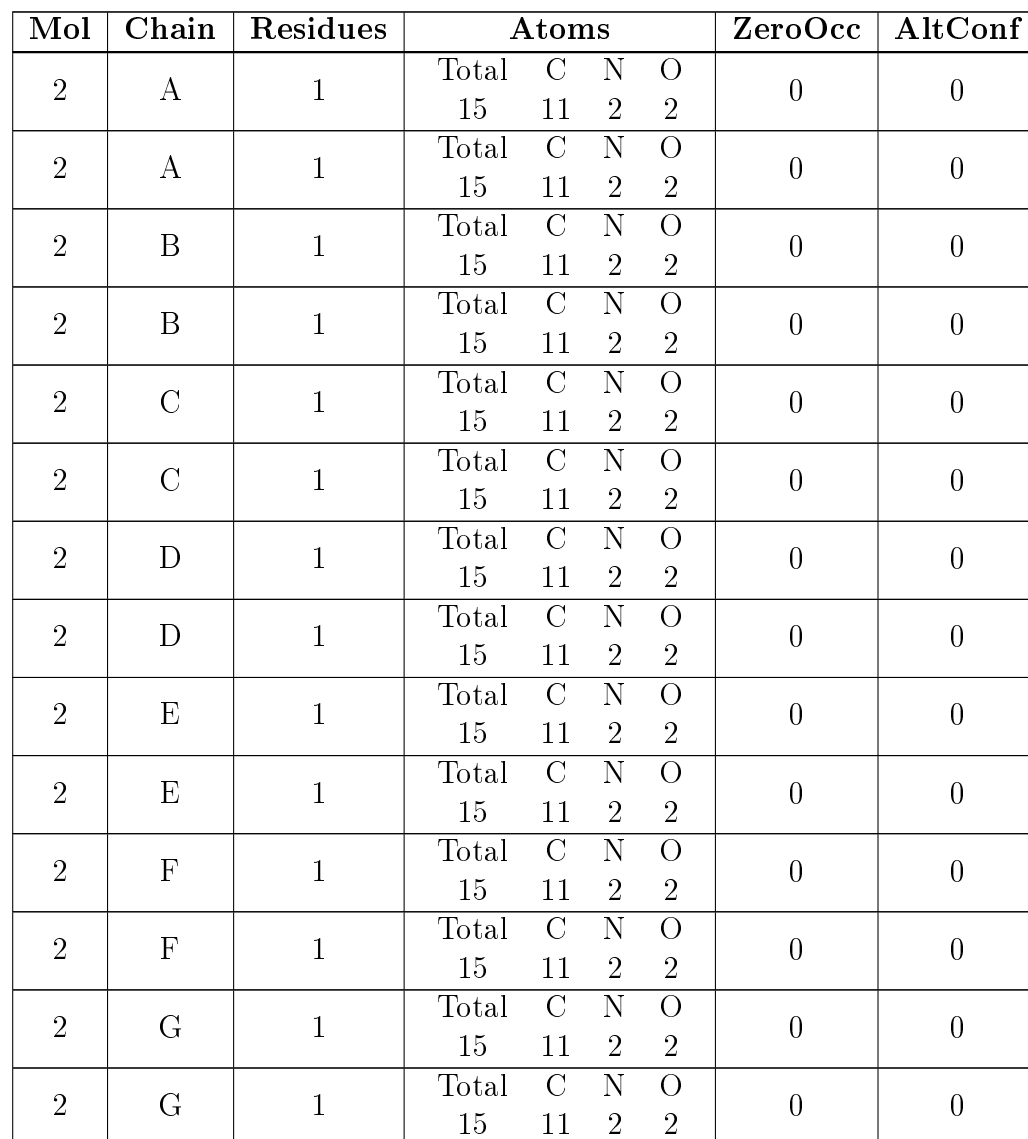 Mol Chain Residues Atoms ZeroOcc AltConf
2 A 1 Total C N O 0 0
15 11 2 2
2 A 1 Total C N O 0 0
15 11 2 2
2 B 1 Total C N O 0 0
15 11 2 2
2 B 1 Total C N O 0 0
15 11 2 2
2 C 1 Total C N O 0 0
15 11 2 2
2 C 1 Total C N O 0 0
15 11 2 2
2 D 1 Total C N O 0 0
15 11 2 2
2 D 1 Total C N O 0 0
15 11 2 2
2 E 1 Total C N O 0 0
15 11 2 2
2 E 1 Total C N O 0 0
15 11 2 2
2 F 1 Total C N O 0 0
15 11 2 2
2 F 1 Total C N O 0 0
15 11 2 2
2 G 1 Total C N O 0 0
15 11 2 2
2 G 1 Total C N O 0 0
15 11 2 2